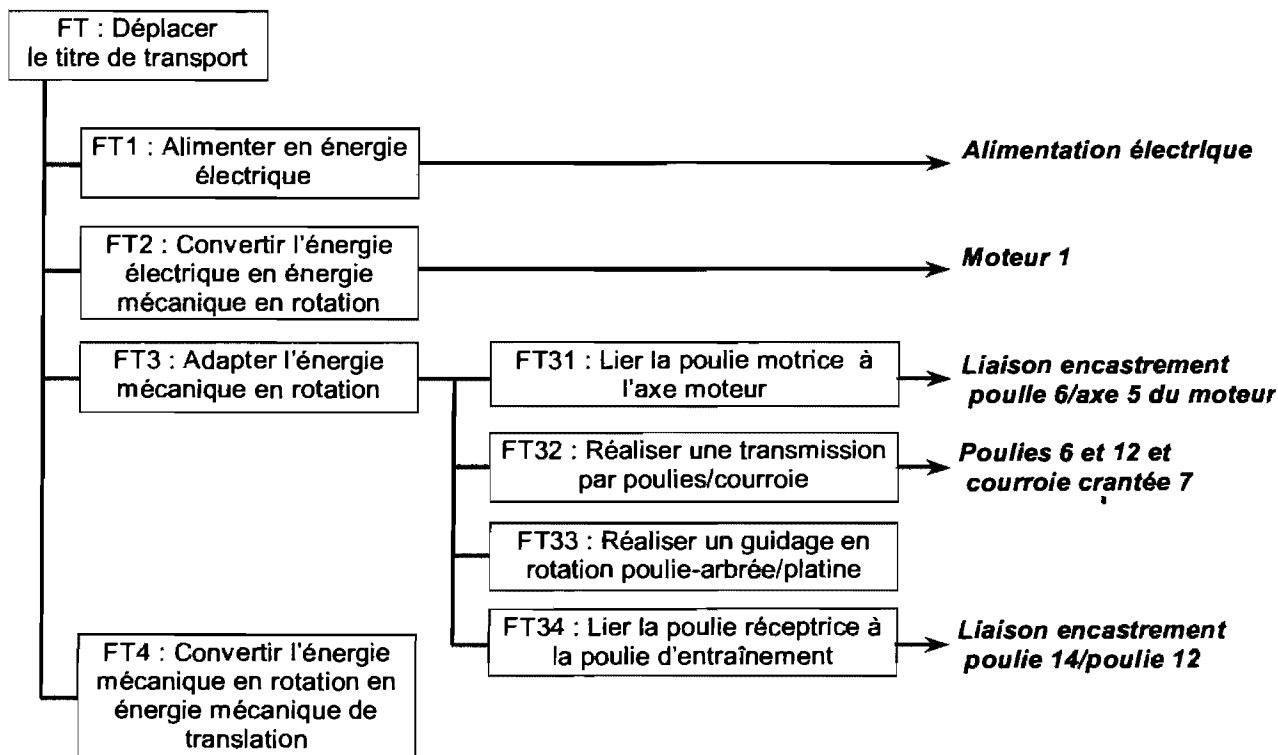 FT : Déplacer
le titre de transport
FT1 : Alimenter en énergie
électrique
Alimentation électrique
FT2 : Convertir l'énergie
électrique en énergie
mécanique en rotation
Moteur 1
FT3 : Adapter l'énergie
mécanique en rotation
FT31 : Lier la poulie motrice à
l'axe moteur
Liaison encastrement
poulie 6/axe 5 du moteur
FT32 : Réaliser une transmission
par poulies/courroie
Poulies 6 et 12 et
courroie crantée 7
FT33 : Réaliser un guidage en
rotation poulie-arbrée/platine
FT34 : Lier la poulie réceptrice à
la poulie d'entraînement
Liaison encastrement
poulie 14/poulie 12
FT4 : Convertir l'énergie
mécanique en rotation en
énergie mécanique de
translation